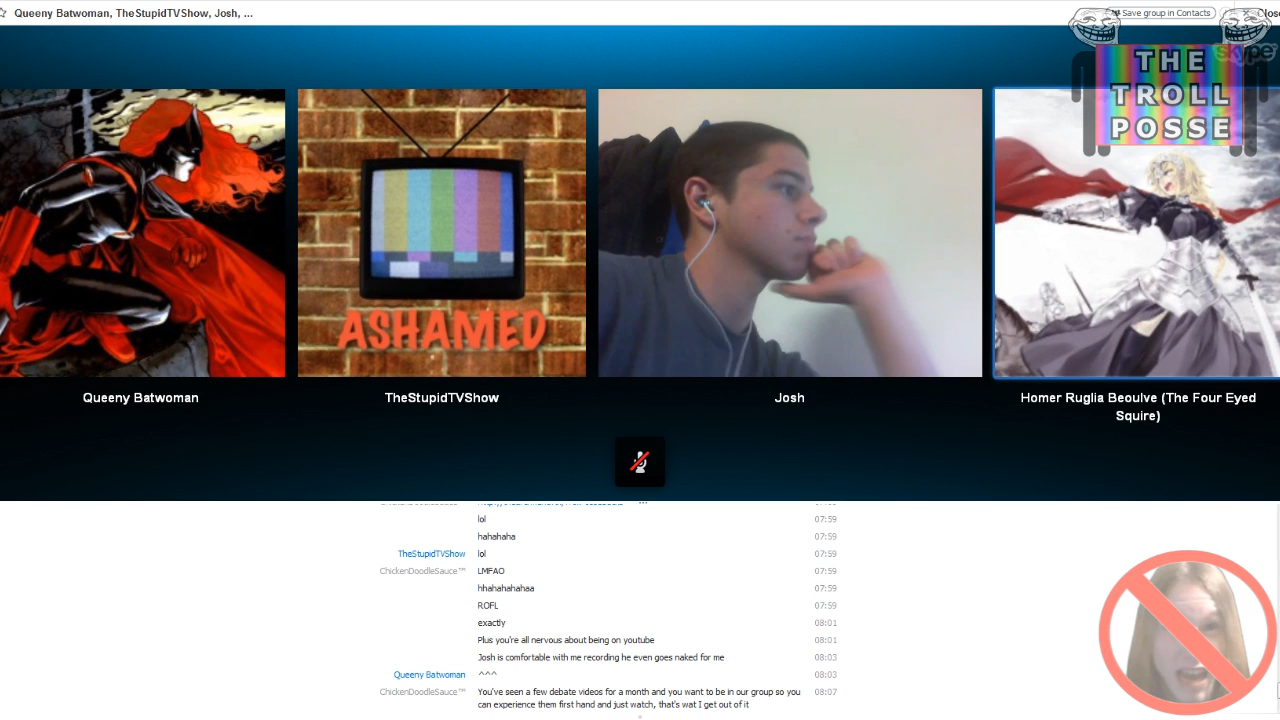 Queeny Batwoman, TheStupidTVShow, Josh, ...
Save group in Contacts
Close
skype
THE
TROLL
POSSE
ASHAMED
Queeny Batwoman
TheStupidTVShow
Josh
Homer Ruglia Beoulve (The Four Eyed
Squire)
lol 07:59
hahahaha 07:59
TheStupidTVShow lol 07:59
ChickenDoodleSauce™ LMFAO 07:59
hhahahahahaa 07:59
ROFL 07:59
exactly 08:01
Plus you're all nervous about being on youtube 08:01
Josh is comfortable with me recording he even goes naked for me 08:03
Queeny Batwoman ^^^ 08:03
ChickenDoodleSauce™ You've seen a few debate videos for a month and you want to be in our group so you 08:07
can experience them first hand and just watch, that's wat I get out of it